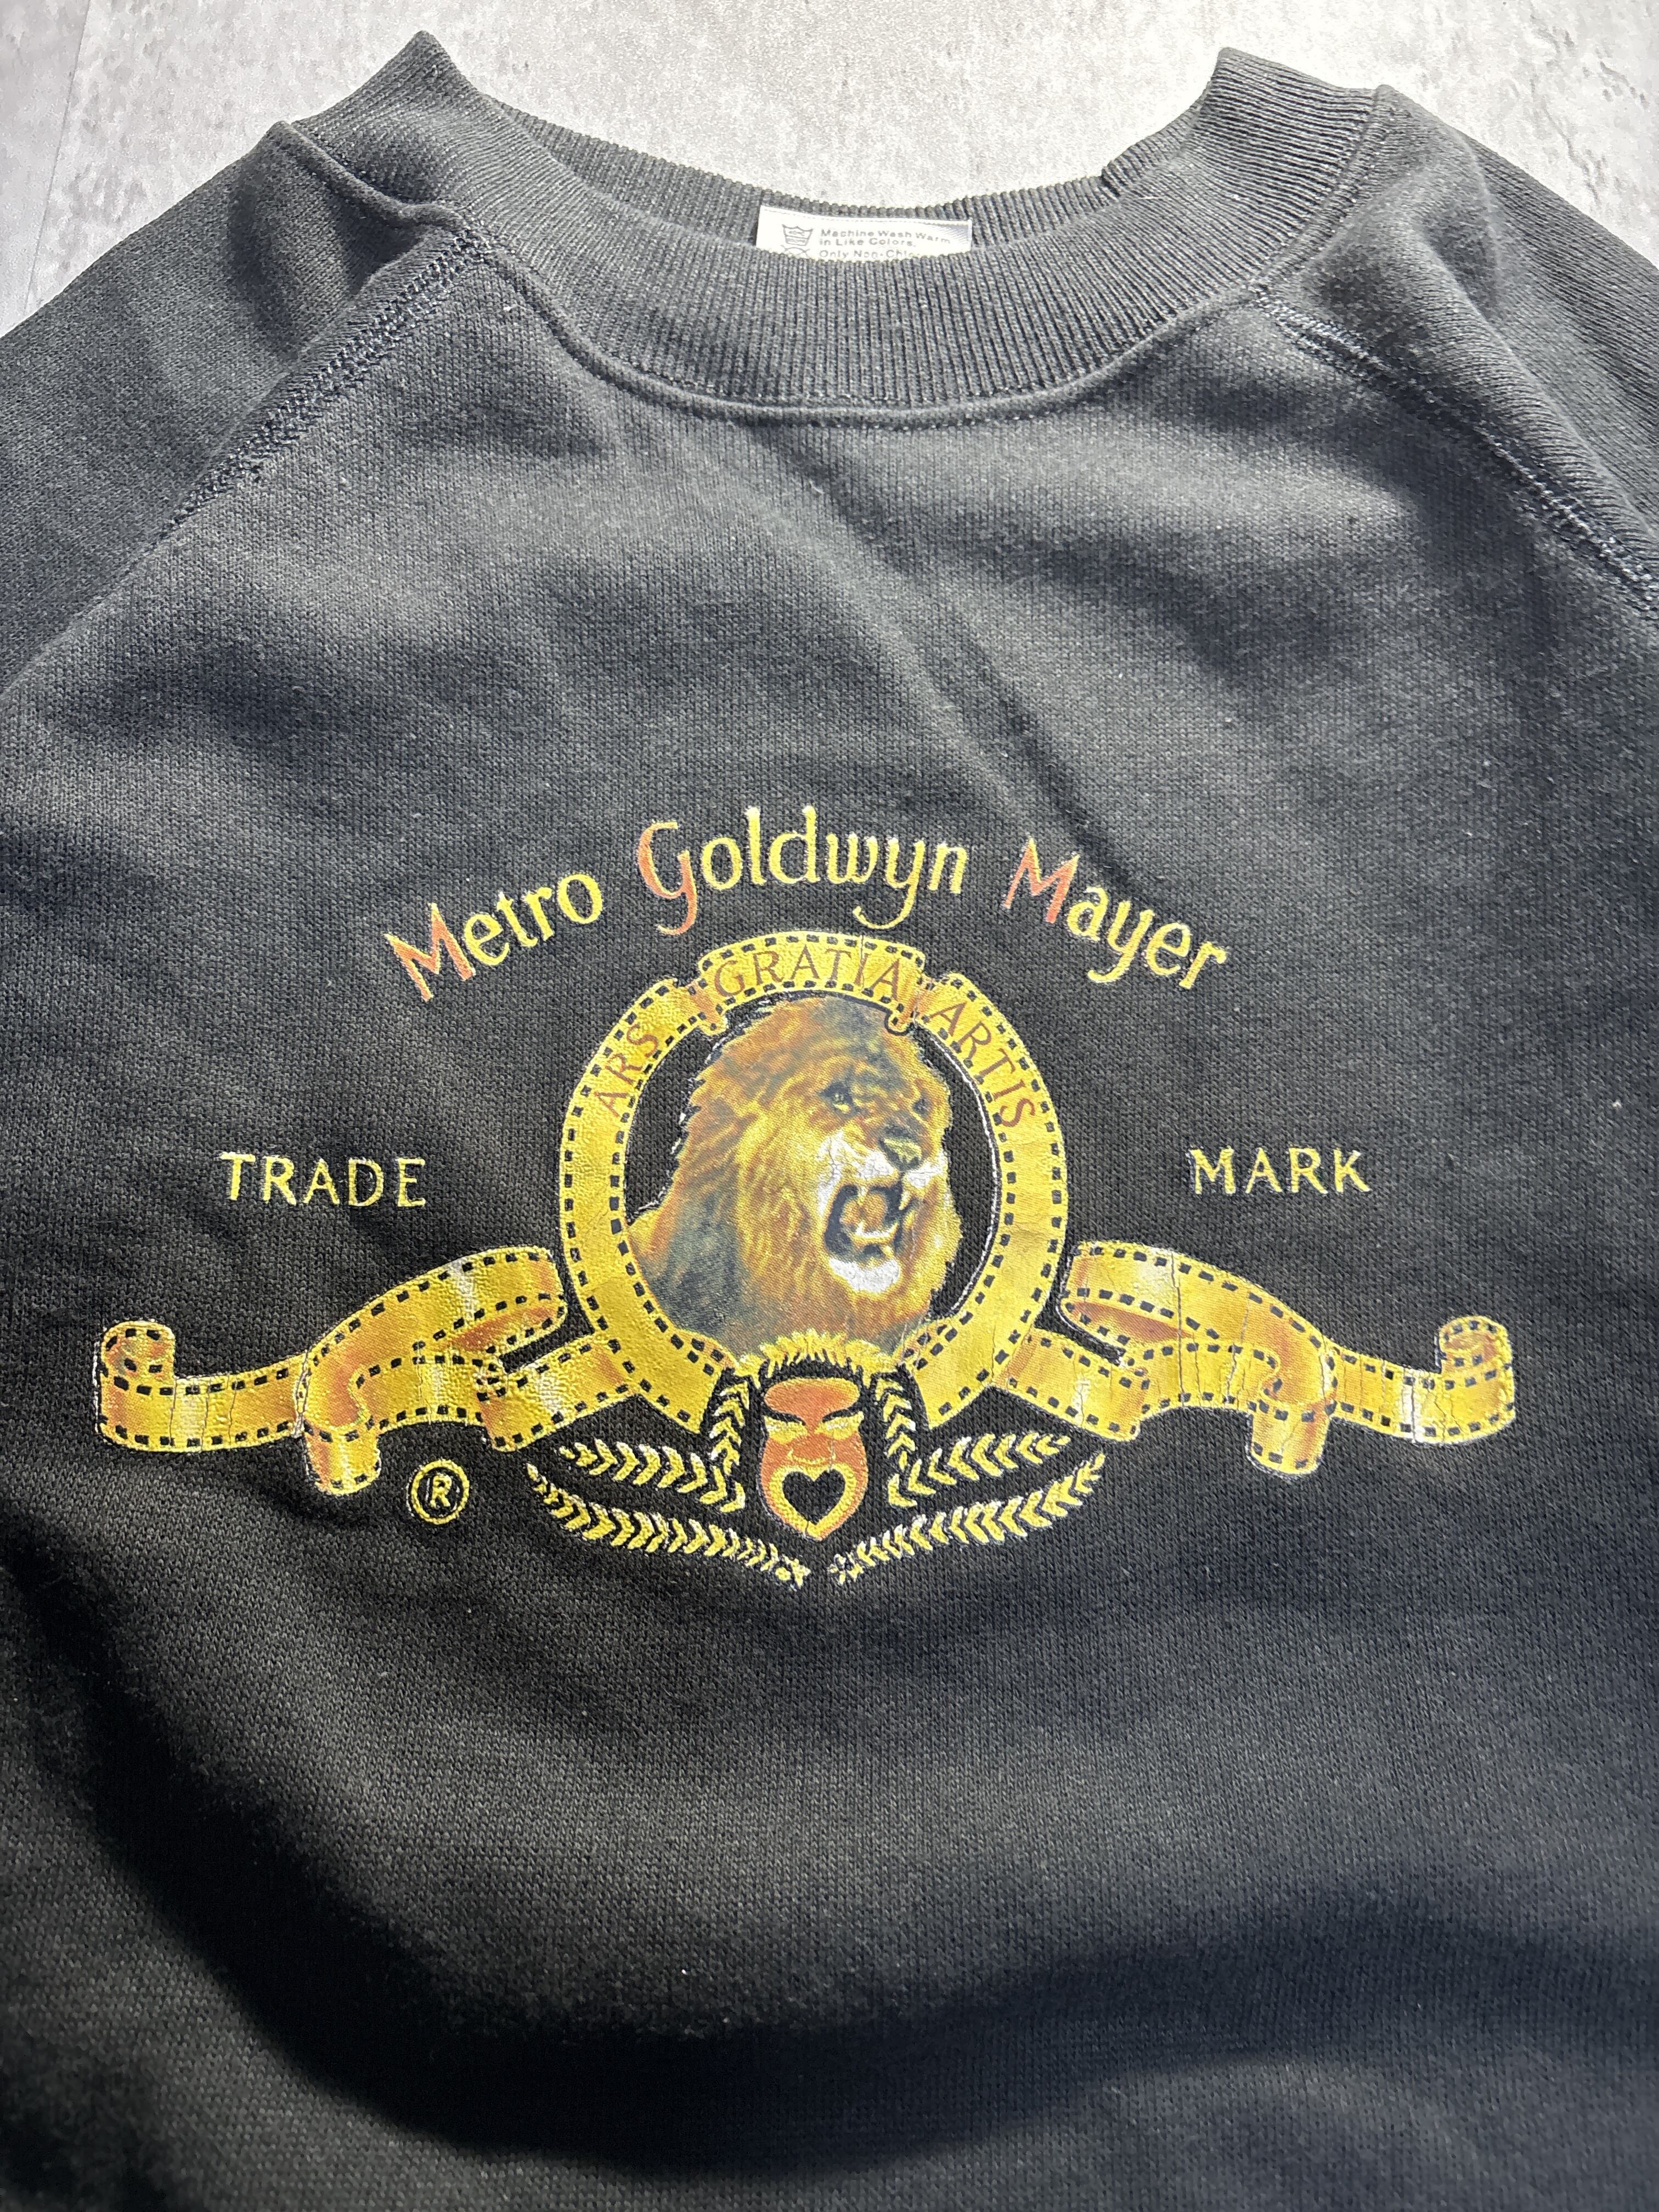 Machine Wash Warm
in Like Colors.
Metro Goldwyn Mayer
ARS GRATIA ARTIS
TRADE MARK
®